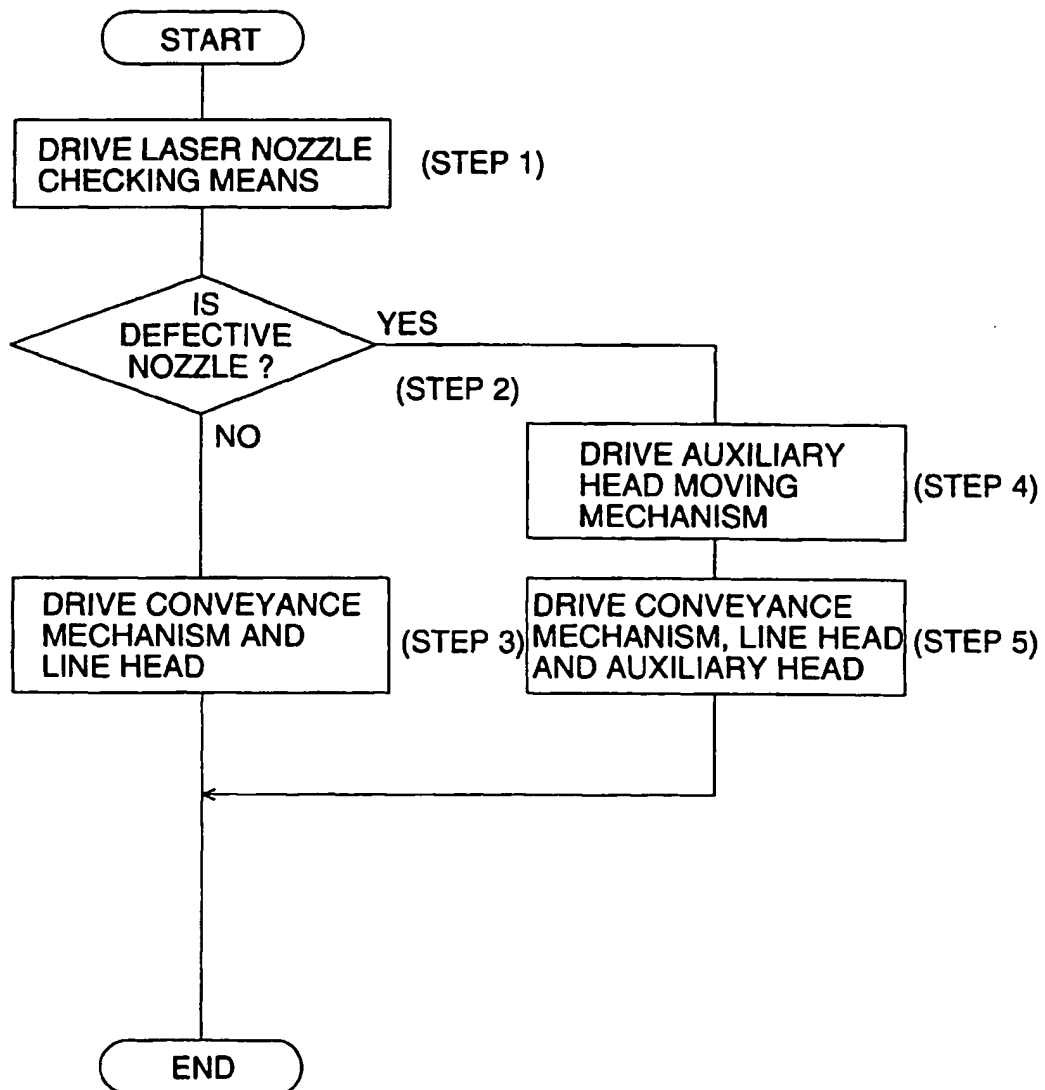 START
DRIVE LASER NOZZLE
CHECKING MEANS
(STEP 1)
IS
DEFECTIVE
NOZZLE ?
YES
(STEP 2)
NO
DRIVE AUXILIARY
HEAD MOVING
MECHANISM
(STEP 4)
DRIVE CONVEYANCE
MECHANISM AND
LINE HEAD
(STEP 3)
DRIVE CONVEYANCE
MECHANISM, LINE HEAD
AND AUXILIARY HEAD
(STEP 5)
END